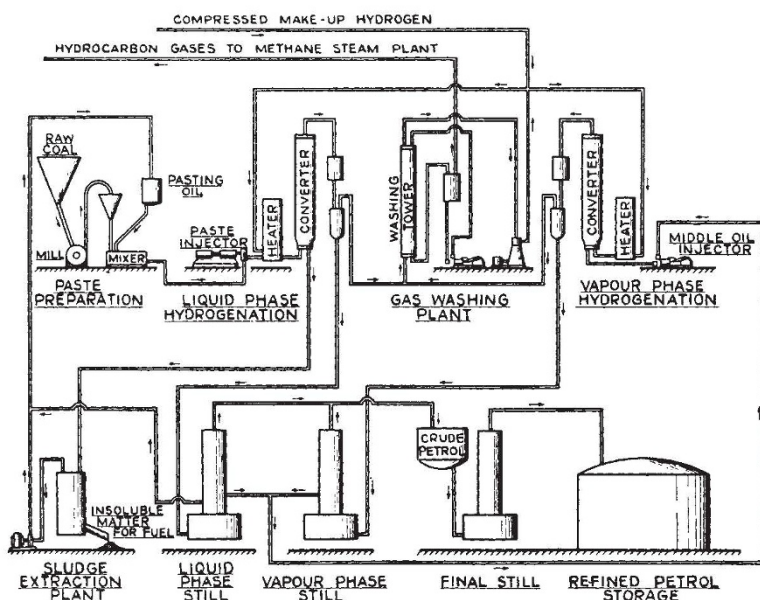 COMPRESSED MAKE-UP HYDROGEN
HYDROCARBON GASES TO METHANE STEAM PLANT
RAW
COAL
PASTING
OIL
MILL
MIXER
PASTE
PREPARATION
PASTE
INJECTOR
HEATER
CONVERTER
LIQUID PHASE
HYDROGENATION
WASHING
TOWER
GAS WASHING
PLANT
CONVERTER
HEATER
MIDDLE OIL
INJECTOR
VAPOUR PHASE
HYDROGENATION
CRUDE
PETROL
INSOLUBLE
MATTER
FOR FUEL
SLUDGE
EXTRACTION
PLANT
LIQUID
PHASE
STILL
VAPOUR PHASE
STILL
FINAL STILL
REFINED PETROL
STORAGE